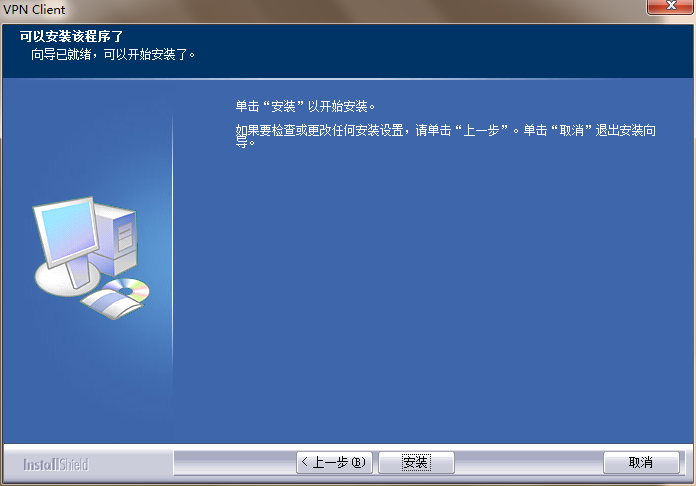 VPN Client
可以安装该程序了
向导已就绪，可以开始安装了。
单击“安装”以开始安装。
如果要检查或更改任何安装设置，请单击“上一步”。单击“取消”退出安装向
导。
InstallShield
< 上一步(B)
安装
取消